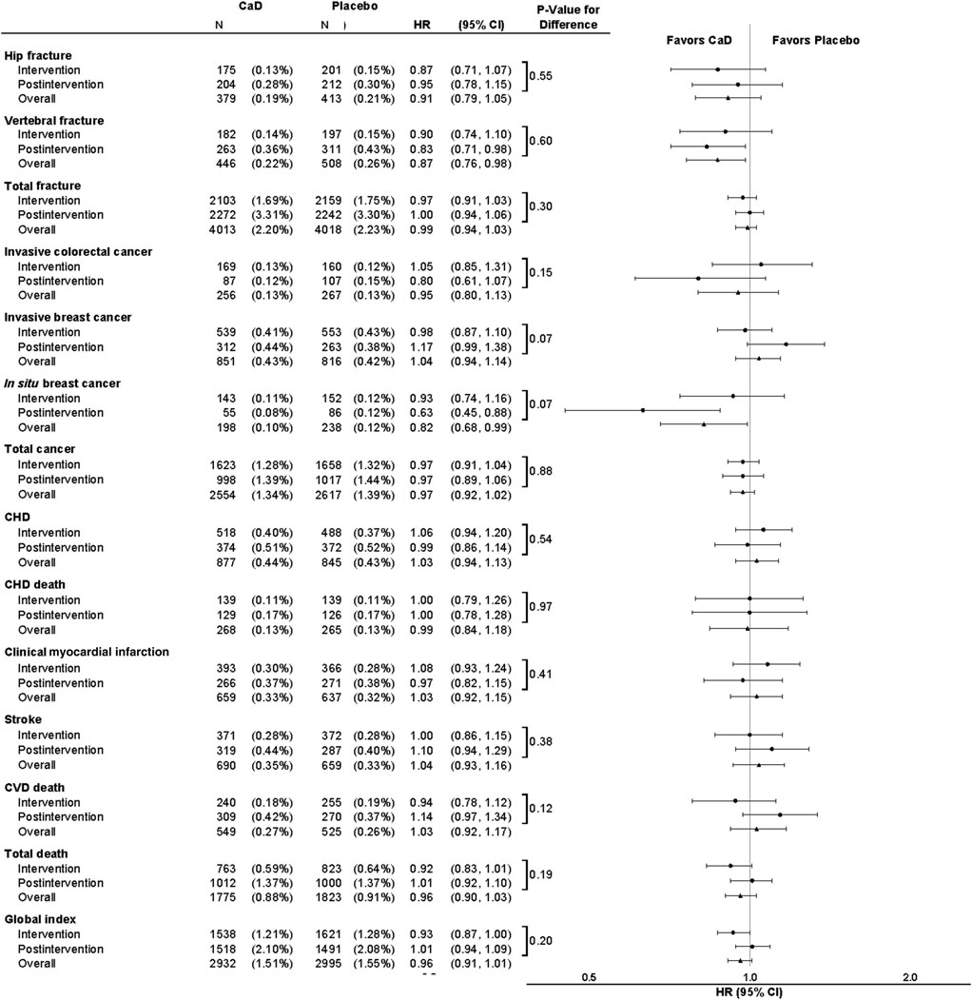 CaD Placebo P-Value for
N N ) HR (95% CI) Difference
Favors CaD Favors Placebo
Hip fracture
Intervention 175 (0.13%) 201 (0.15%) 0.87 (0.71, 1.07)
0.55
Postintervention 204 (0.28%) 212 (0.30%) 0.95 (0.78, 1.15)
Overall 379 (0.19%) 413 (0.21%) 0.91 (0.79, 1.05)
Vertebral fracture
Intervention 182 (0.14%) 197 (0.15%) 0.90 (0.74, 1.10)
0.60
Postintervention 263 (0.36%) 311 (0.43%) 0.83 (0.71, 0.98)
Overall 446 (0.22%) 508 (0.26%) 0.87 (0.76, 0.98)
Total fracture
Intervention 2103 (1.69%) 2159 (1.75%) 0.97 (0.91, 1.03)
0.30
Postintervention 2272 (3.31%) 2242 (3.30%) 1.00 (0.94, 1.06)
Overall 4013 (2.20%) 4018 (2.23%) 0.99 (0.94, 1.03)
Invasive colorectal cancer
Intervention 169 (0.13%) 160 (0.12%) 1.05 (0.85, 1.31)
0.15
Postintervention 87 (0.12%) 107 (0.15%) 0.80 (0.61, 1.07)
Overall 256 (0.13%) 267 (0.13%) 0.95 (0.80, 1.13)
Invasive breast cancer
Intervention 539 (0.41%) 553 (0.43%) 0.98 (0.87, 1.10)
0.07
Postintervention 312 (0.44%) 263 (0.38%) 1.17 (0.99, 1.38)
Overall 851 (0.43%) 816 (0.42%) 1.04 (0.94, 1.14)
In situ breast cancer
Intervention 143 (0.11%) 152 (0.12%) 0.93 (0.74, 1.16)
0.07
Postintervention 55 (0.08%) 86 (0.12%) 0.63 (0.45, 0.88)
Overall 198 (0.10%) 238 (0.12%) 0.82 (0.68, 0.99)
Total cancer
Intervention 1623 (1.28%) 1658 (1.32%) 0.97 (0.91, 1.04)
0.88
Postintervention 998 (1.39%) 1017 (1.44%) 0.97 (0.89, 1.06)
Overall 2554 (1.34%) 2617 (1.39%) 0.97 (0.92, 1.02)
CHD
Intervention 518 (0.40%) 488 (0.37%) 1.06 (0.94, 1.20)
0.54
Postintervention 374 (0.51%) 372 (0.52%) 0.99 (0.86, 1.14)
Overall 877 (0.44%) 845 (0.43%) 1.03 (0.94, 1.13)
CHD death
Intervention 139 (0.11%) 139 (0.11%) 1.00 (0.79, 1.26)
0.97
Postintervention 129 (0.17%) 126 (0.17%) 1.00 (0.78, 1.28)
Overall 268 (0.13%) 265 (0.13%) 0.99 (0.84, 1.18)
Clinical myocardial infarction
Intervention 393 (0.30%) 366 (0.28%) 1.08 (0.93, 1.24)
0.41
Postintervention 266 (0.37%) 271 (0.38%) 0.97 (0.82, 1.15)
Overall 659 (0.33%) 637 (0.32%) 1.03 (0.92, 1.15)
Stroke
Intervention 371 (0.28%) 372 (0.28%) 1.00 (0.86, 1.15)
0.38
Postintervention 319 (0.44%) 287 (0.40%) 1.10 (0.94, 1.29)
Overall 690 (0.35%) 659 (0.33%) 1.04 (0.93, 1.16)
CVD death
Intervention 240 (0.18%) 255 (0.19%) 0.94 (0.78, 1.12)
0.12
Postintervention 309 (0.42%) 270 (0.37%) 1.14 (0.97, 1.34)
Overall 549 (0.27%) 525 (0.26%) 1.03 (0.92, 1.17)
Total death
Intervention 763 (0.59%) 823 (0.64%) 0.92 (0.83, 1.01)
0.19
Postintervention 1012 (1.37%) 1000 (1.37%) 1.01 (0.92, 1.10)
Overall 1775 (0.88%) 1823 (0.91%) 0.96 (0.90, 1.03)
Global index
Intervention 1538 (1.21%) 1621 (1.28%) 0.93 (0.87, 1.00)
0.20
Postintervention 1518 (2.10%) 1491 (2.08%) 1.01 (0.94, 1.09)
Overall 2932 (1.51%) 2995 (1.55%) 0.96 (0.91, 1.01)
0.5 1.0 2.0
HR (95% CI)